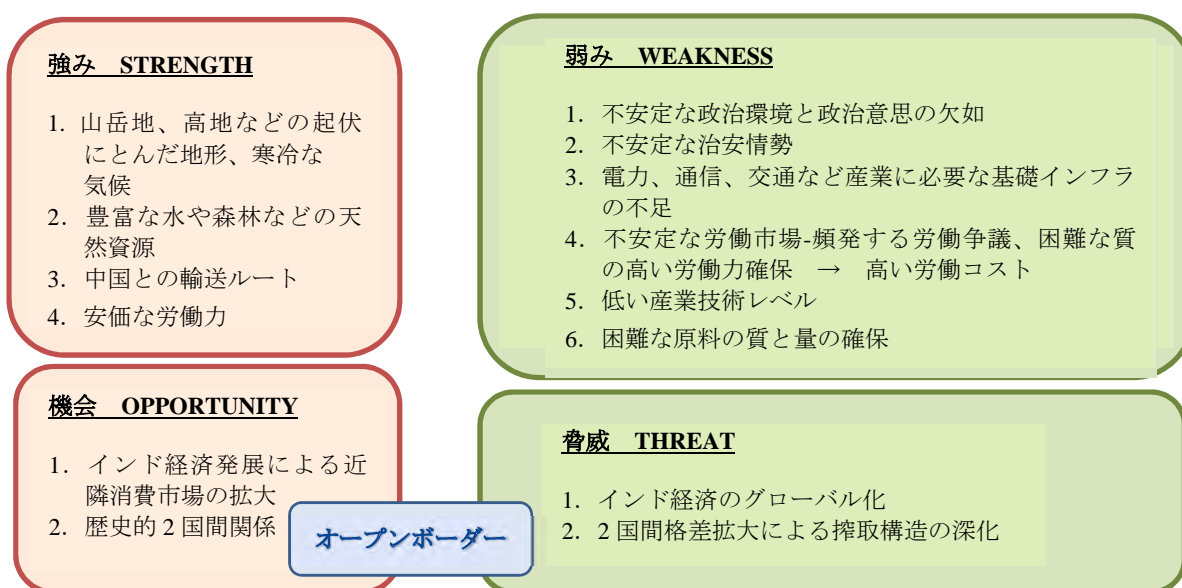 強み　STRENGTH
1. 山岳地、高地などの起伏
にとんだ地形、寒冷な
気候
2. 豊富な水や森林などの天
然資源
3. 中国との輸送ルート
4. 安価な労働力
弱み　WEAKNESS
1. 不安定な政治環境と政治意思の欠如
2. 不安定な治安情勢
3. 電力、通信、交通など産業に必要な基礎インフラ
の不足
4. 不安定な労働市場-頻発する労働争議、困難な質
の高い労働力確保　→　高い労働コスト
5. 低い産業技術レベル
6. 困難な原料の質と量の確保
機会　OPPORTUNITY
1. インド経済発展による近
隣消費市場の拡大
2. 歴史的 2 国間関係
オープンボーダー
脅威　THREAT
1. インド経済のグローバル化
2. 2 国間格差拡大による搾取構造の深化